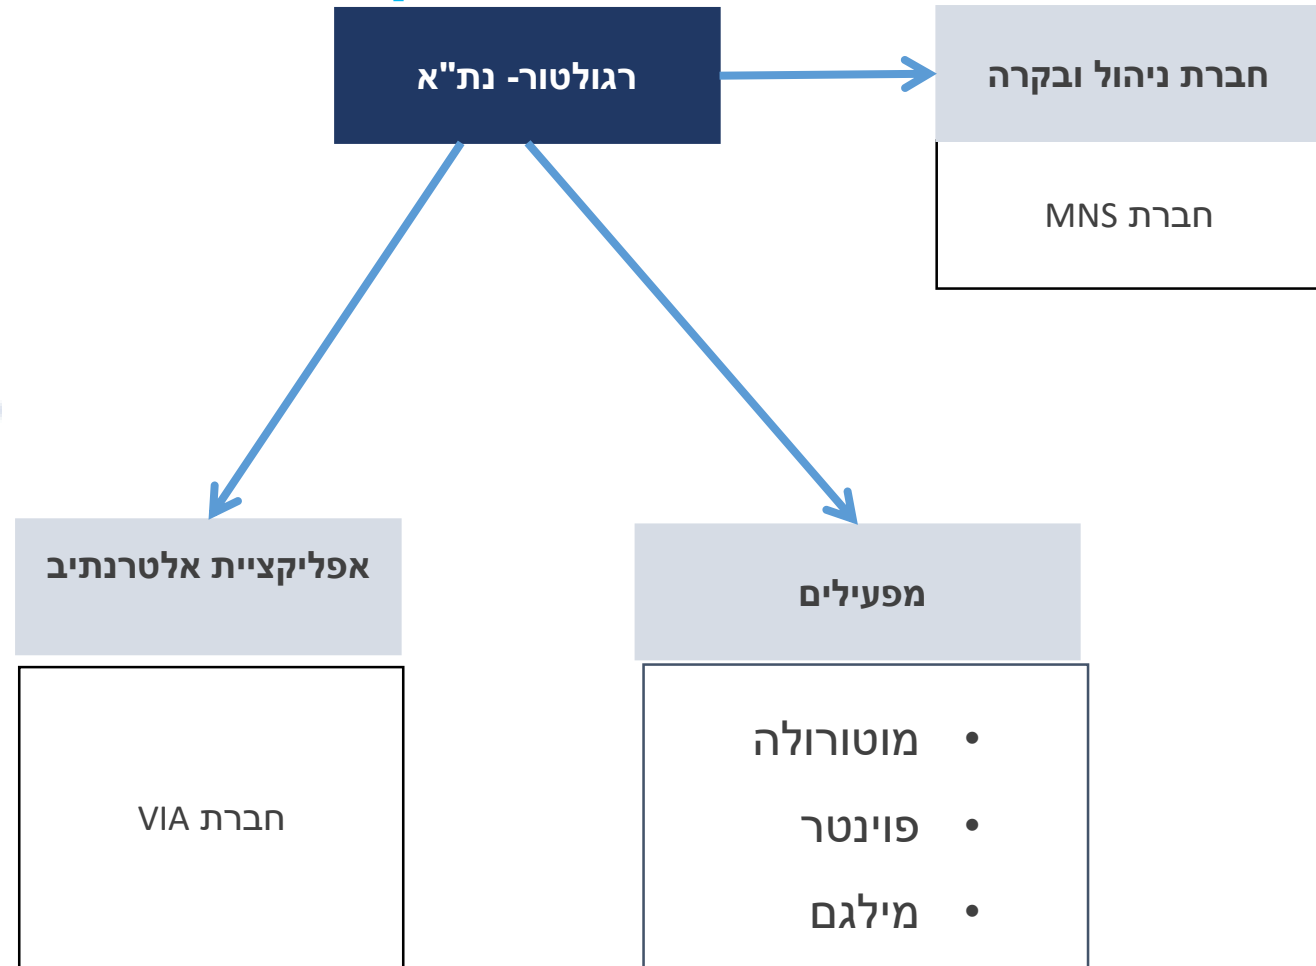 רגולטור- נת"א
חברת ניהול ובקרה
חברת MNS
אפליקציית אלטרנתיב
חברת VIA
מפעילים
• מוטורולה
• פוינטר
• מילגם